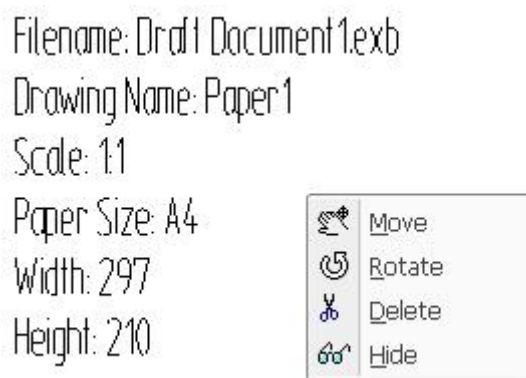 Filename: Draft Document1.exb
Drawing Name: Paper1
Scale: 1:1
Paper Size: A4
Width: 297
Height: 210
Move
Rotate
Delete
Hide